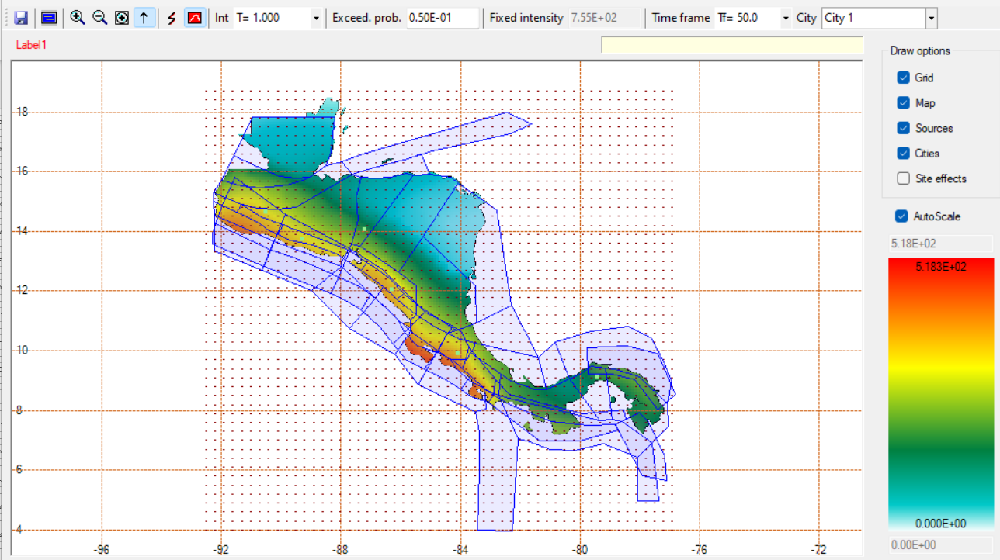 Int T= 1.000 Exceed. prob. 0.50E-01 Fixed intensity 7.55E+02 Time frame Tf= 50.0 City City 1
Label1
Draw options
Grid
Map
Sources
Cities
Site effects
AutoScale
5.18E+02
5.183E+02
0.000E+00
0.00E+00
18
16
14
12
10
8
6
4
-96 -92 -88 -84 -80 -76 -72